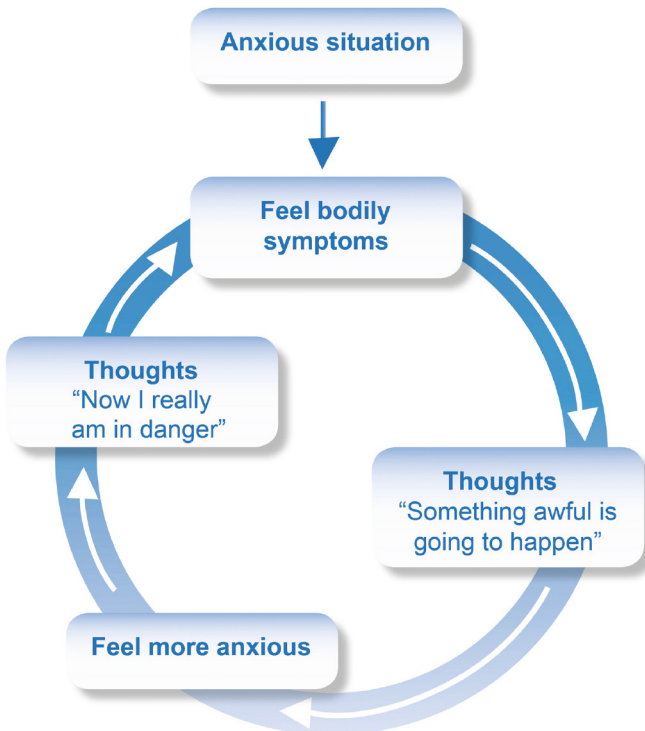 Anxious situation
Feel bodily
symptoms
Thoughts
“Something awful is
going to happen”
Feel more anxious
Thoughts
“Now I really
am in danger”